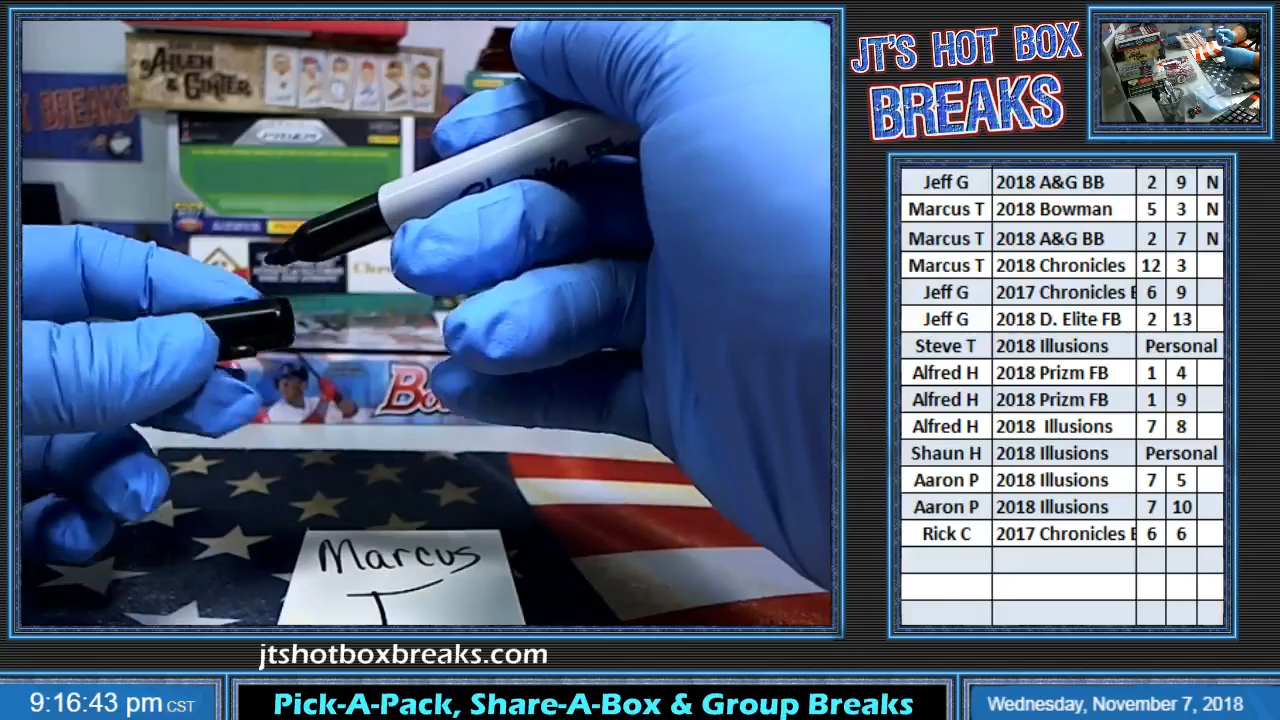 BREAKS
ALLEN
& GINTER
PRIZM
Sharpie
Chro
Bo
Marcus
T
JT'S HOT BOX
BREAKS
Jeff G 2018 A&G BB 2 9 N
Marcus T 2018 Bowman 5 3 N
Marcus T 2018 A&G BB 2 7 N
Marcus T 2018 Chronicles 12 3
Jeff G 2017 Chronicles B 6 9
Jeff G 2018 D. Elite FB 2 13
Steve T 2018 Illusions Personal
Alfred H 2018 Prizm FB 1 4
Alfred H 2018 Prizm FB 1 9
Alfred H 2018 Illusions 7 8
Shaun H 2018 Illusions Personal
Aaron P 2018 Illusions 7 5
Aaron P 2018 Illusions 7 10
Rick C 2017 Chronicles B 6 6
jtshotboxbreaks.com
9:16:43 pm CST
Pick-A-Pack, Share-A-Box & Group Breaks
Wednesday, November 7, 2018